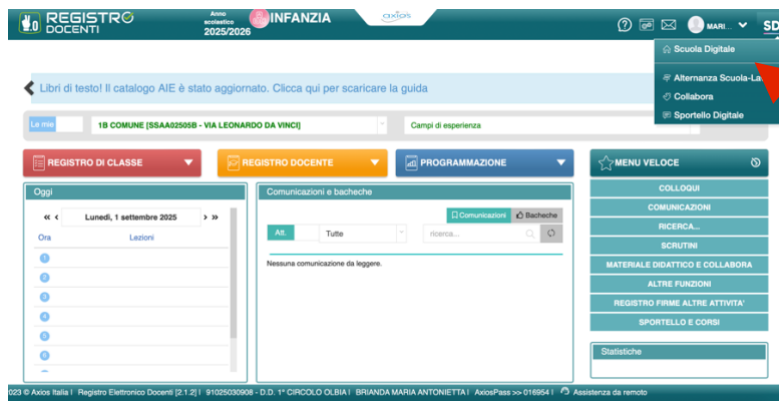 REGISTRO
DOCENTI
Anno
scolastico
2025/2026
INFANZIA
axios
MARI...
SD
Scuola Digitale
Alternanza Scuola-La
Collabora
Sportello Digitale
Libri di testo! Il catalogo AIE è stato aggiornato. Clicca qui per scaricare la guida
Le mie
1B COMUNE [SSAA02505B - VIA LEONARDO DA VINCI]
Campi di esperienza
REGISTRO DI CLASSE
REGISTRO DOCENTE
PROGRAMMAZIONE
MENU VELOCE
Oggi
Lunedì, 1 settembre 2025
Ora Lezioni
1
2
3
4
5
6
Comunicazioni e bacheche
Comunicazioni Bacheche
Att. Tutte ricerca...
Nessuna comunicazione da leggere.
COLLOQUI
COMUNICAZIONI
RICERCA...
SCRUTINI
MATERIALE DIDATTICO E COLLABORA
ALTRE FUNZIONI
REGISTRO FIRME ALTRE ATTIVITA'
SPORTELLO E CORSI
Statistiche
023 © Axios Italia | Registro Elettronico Docenti [2.1.2] | 91025030908 - D.D. 1° CIRCOLO OLBIA | BRIANDA MARIA ANTONIETTA | AxiosPass >> 016954 | Assistenza da remoto